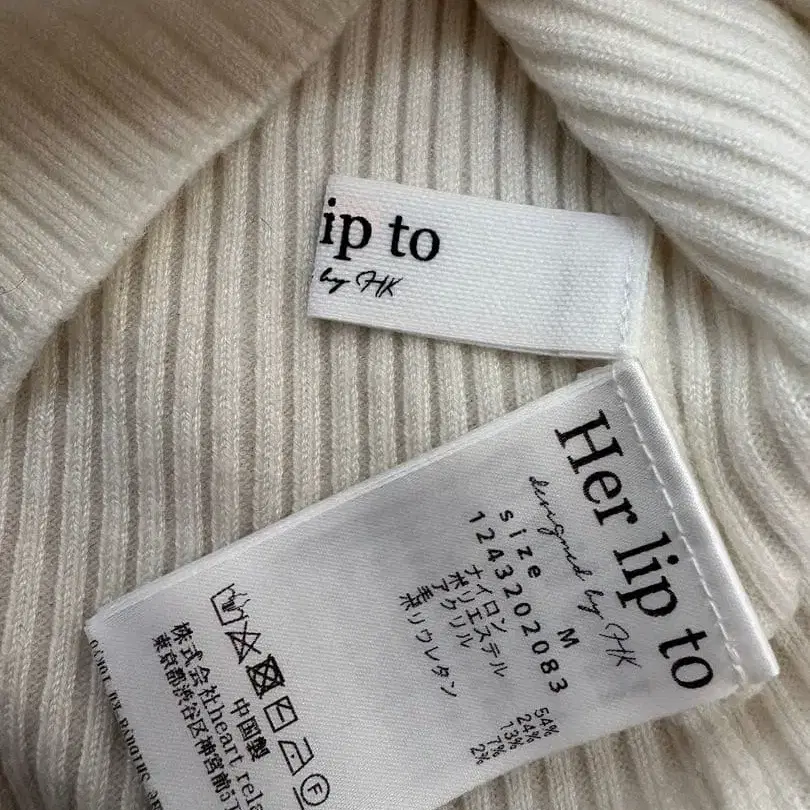 ip to
by HK
Her lip to
designed by HK
size M
1243202083
ナイロン 54%
ポリエステル 24%
アクリル 13%
毛 7%
ポリウレタン 2%
中国製
株式会社heart rela
東京都渋谷区神宮前5丁